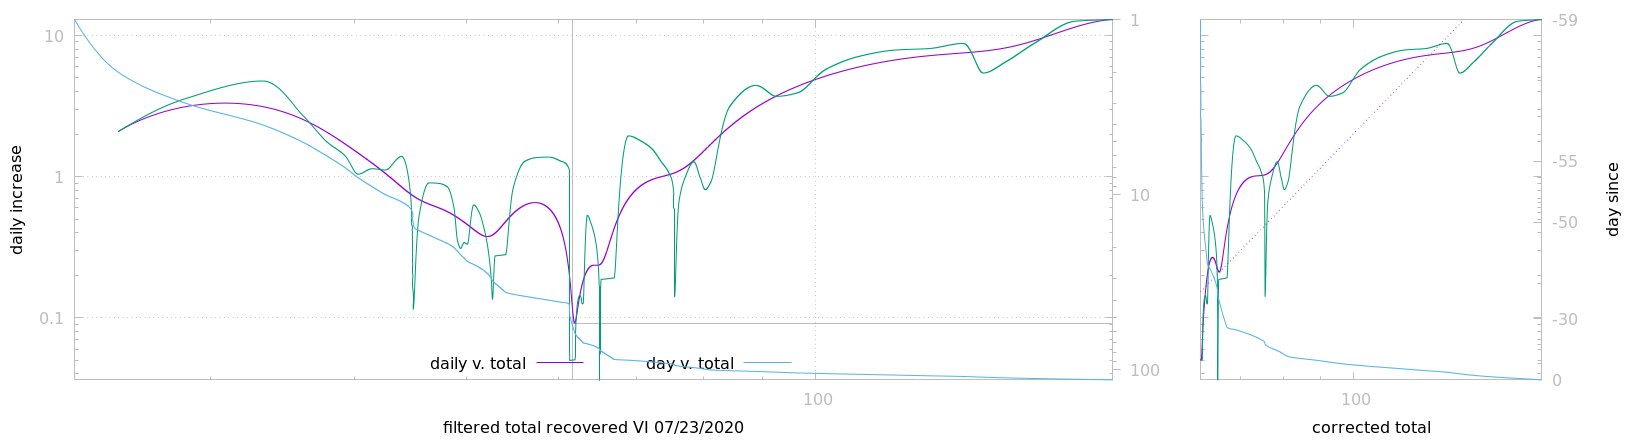 10
1
0.1
daily increase
daily v. total
day v. total
1
10
100
100
filtered total recovered VI 07/23/2020
-59
-55
-50
-30
0
day since
100
corrected total